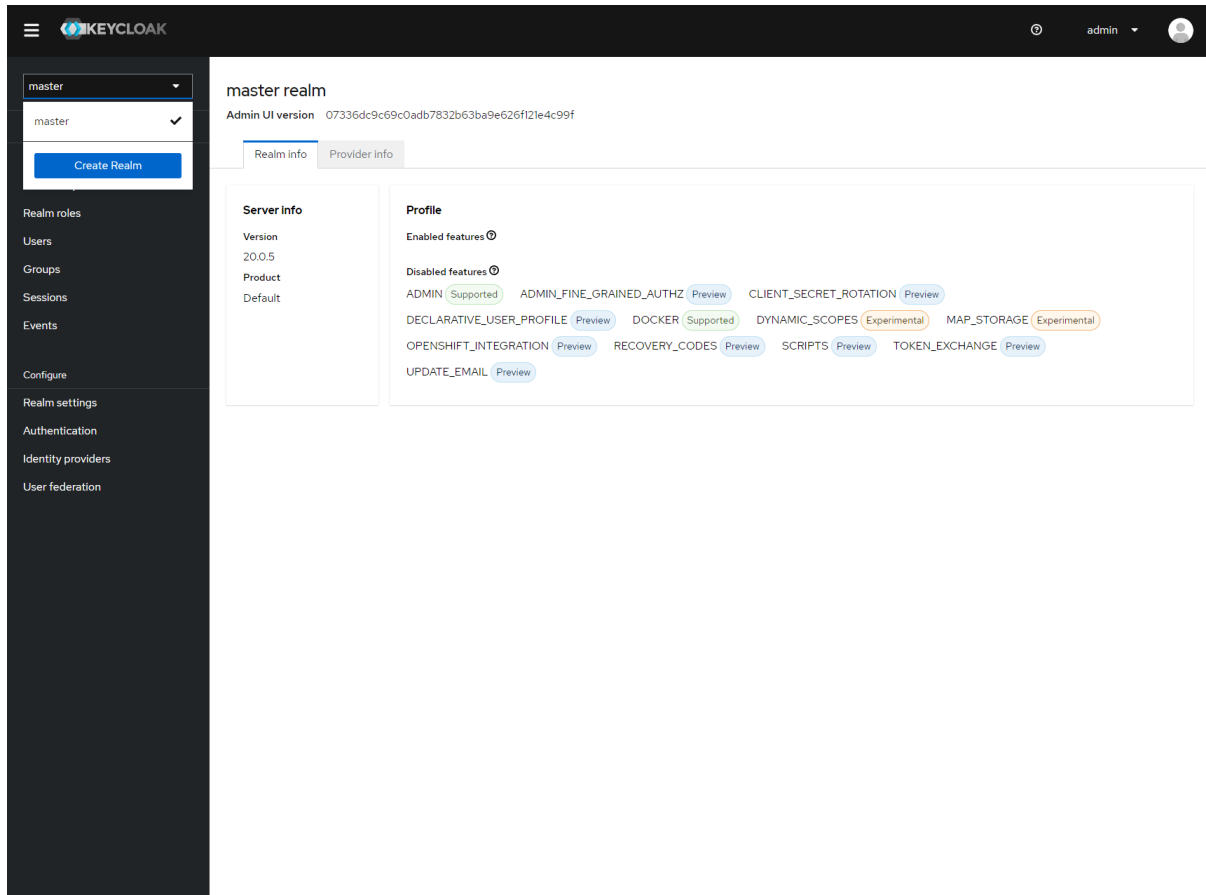 KEYCLOAK
admin
master
master
Create Realm
Realm roles
Users
Groups
Sessions
Events
Configure
Realm settings
Authentication
Identity providers
User federation
master realm
Admin UI version 07336dc9c69c0adb7832b63ba9e626f121e4c99f
Realm info Provider info
Server info
Version
20.0.5
Product
Default
Profile
Enabled features
Disabled features
ADMIN Supported ADMIN_FINE_GRAINED_AUTHZ Preview CLIENT_SECRET_ROTATION Preview
DECLARATIVE_USER_PROFILE Preview DOCKER Supported DYNAMIC_SCOPES Experimental MAP_STORAGE Experimental
OPENSHIFT_INTEGRATION Preview RECOVERY_CODES Preview SCRIPTS Preview TOKEN_EXCHANGE Preview
UPDATE_EMAIL Preview